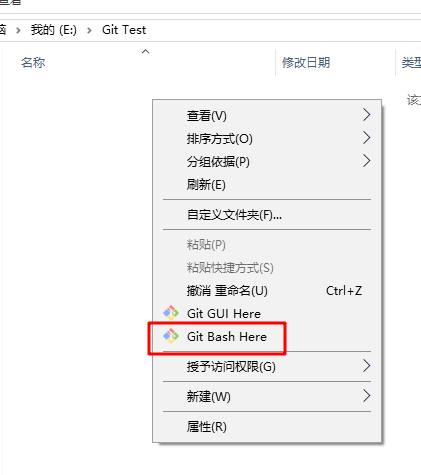 查看
我的 (E:) > Git Test
名称
修改日期
类型
查看(V)
排序方式(O)
分组依据(P)
刷新(E)
自定义文件夹(F)...
粘贴(P)
粘贴快捷方式(S)
撤消 重命名(U) Ctrl+Z
Git GUI Here
Git Bash Here
授予访问权限(G)
新建(W)
属性(R)